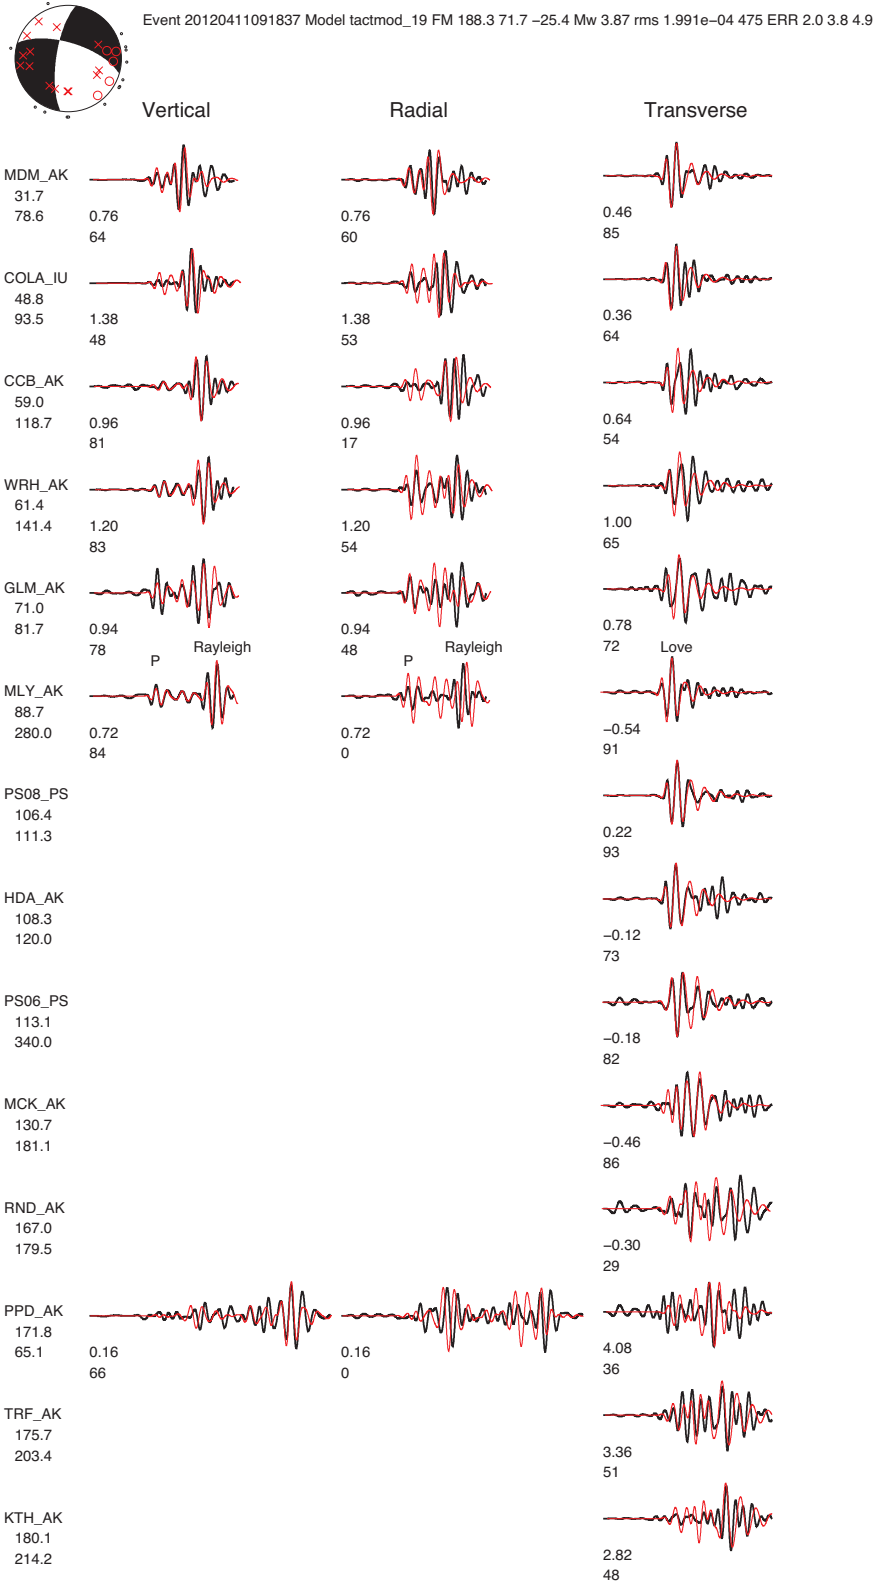 Event 20120411091837 Model tactmod_19 FM 188.3 71.7 −25.4 Mw 3.87 rms 1.991e−04 475 ERR 2.0 3.8 4.9
Vertical Radial Transverse
MDM_AK
31.7
78.6 0.76 0.76 0.46
64 60 85
COLA_IU
48.8
93.5 1.38 1.38 0.36
48 53 64
CCB_AK
59.0
118.7 0.96 0.96 0.64
81 17 54
WRH_AK
61.4
141.4 1.20 1.20 1.00
83 54 65
GLM_AK
71.0
81.7 0.94 0.94 0.78
78 48 72
P Rayleigh P Rayleigh Love
MLY_AK
88.7
280.0 0.72 0.72 −0.54
84 0 91
PS08_PS
106.4
111.3 0.22
93
HDA_AK
108.3
120.0 −0.12
73
PS06_PS
113.1
340.0 −0.18
82
MCK_AK
130.7
181.1 −0.46
86
RND_AK
167.0
179.5 −0.30
29
PPD_AK
171.8
65.1 0.16 0.16 4.08
66 0 36
TRF_AK
175.7
203.4 3.36
51
KTH_AK
180.1
214.2 2.82
48